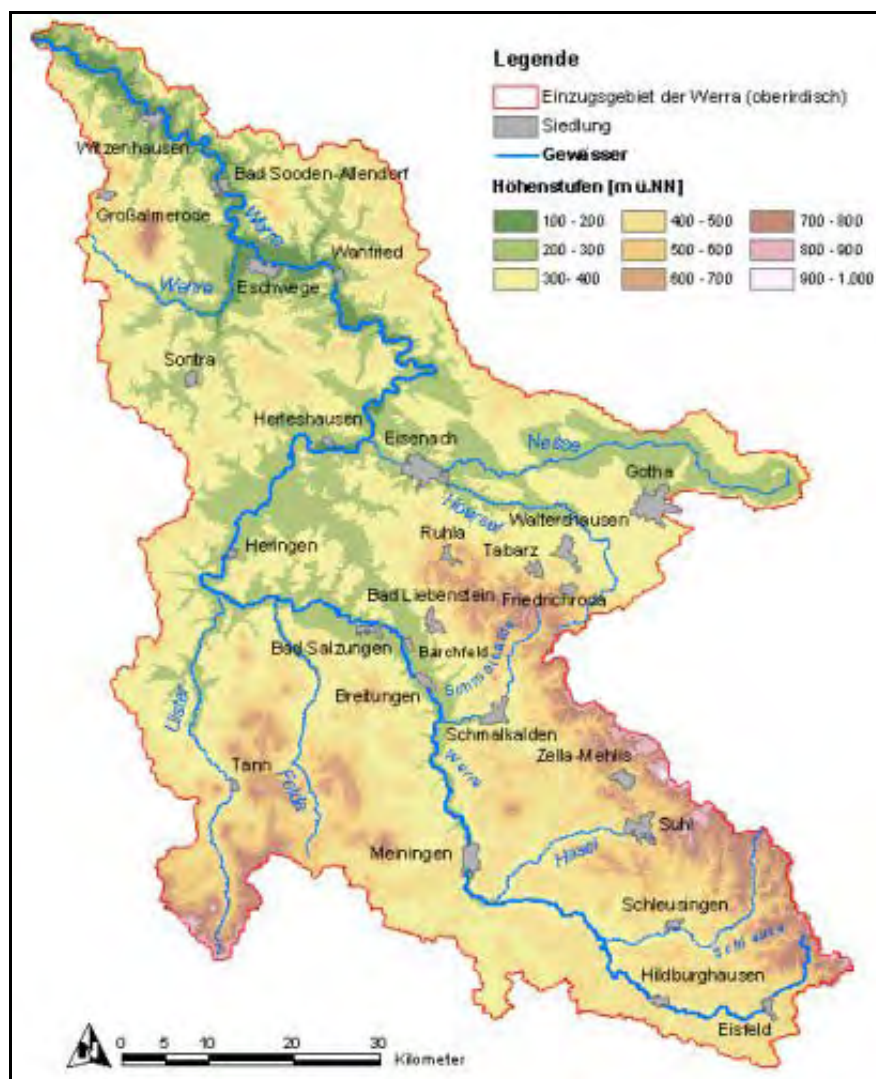 Legende
Einzugsgebiet der Werra (oberirdisch)
Siedlung
Gewässer
Höhenstufen [m ü.NN]
100 - 200
400 - 500
700 - 800
200 - 300
500 - 600
800 - 900
300 - 400
600 - 700
900 - 1.000
Witzenhausen
Bad Sooden-Allendorf
Großalmerode
Werra
Wanfried
Wehra
Eschwege
Sontra
Herleshausen
Eisenach
Nesse
Gotha
Hoersel
Waltershausen
Ruhla
Tabarz
Heringen
Bad Liebenstein
Friedrichroda
Bad Salzungen
Barchfeld
Schmalkalde
Breitungen
Ulster
Schmalkalden
Werra
Zella-Mehlis
Tann
Felda
Suhl
Meiningen
Hasel
Schleusingen
Schleuse
Hildburghausen
Eisfeld
0 5 10 20 30
Kilometer